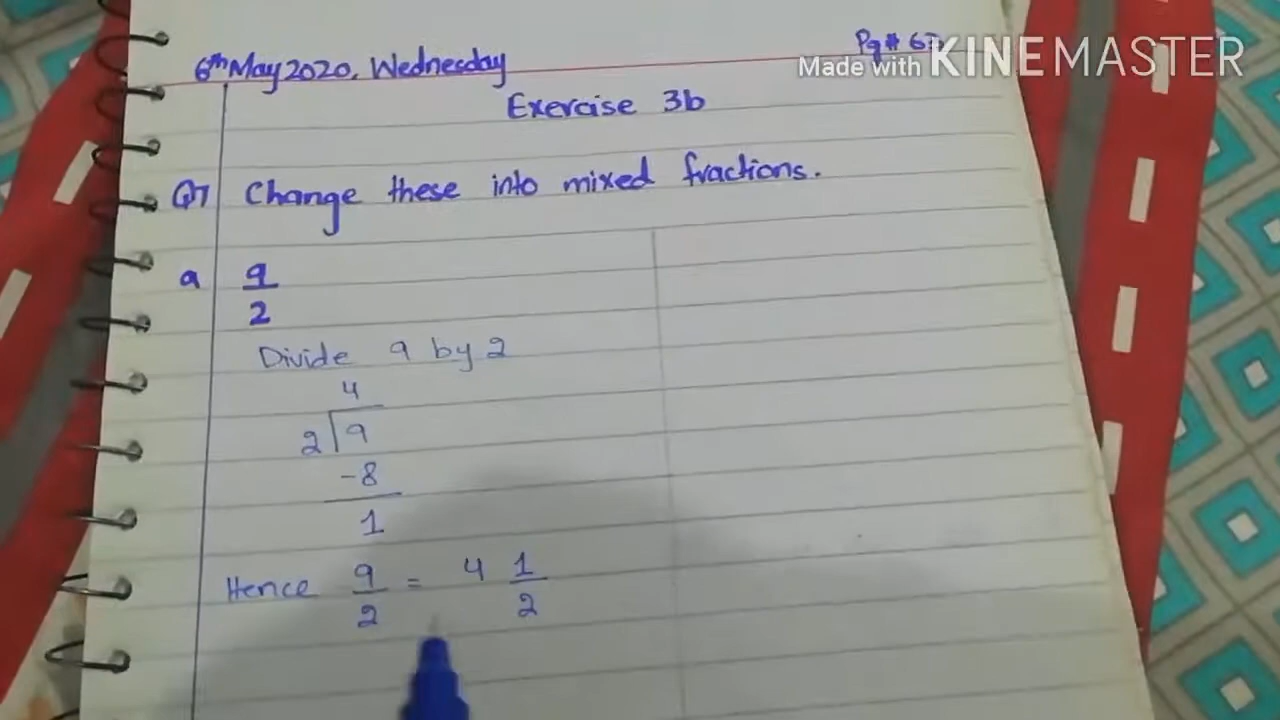 6th May 2020, Wednesday
Made with KINEMASTER
Exercise 3b
Q1 Change these into mixed fractions.
a 9
2
Divide 9 by 2
4
2 9
-8
1
Hence 9/2 = 4 1/2